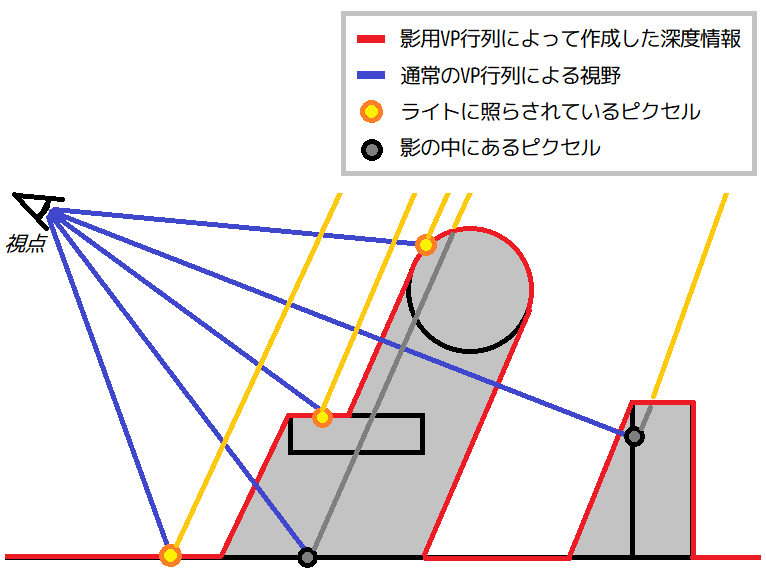 影用VP行列によって作成した深度情報
通常のVP行列による視野
ライトに照らされているピクセル
影の中にあるピクセル
視点